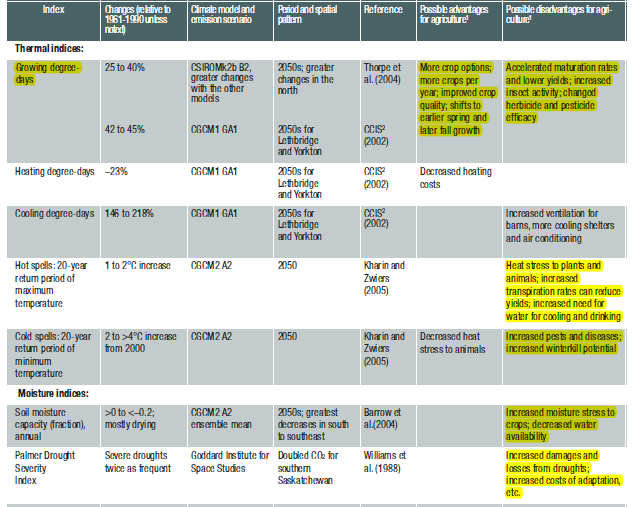 Index
Changes (relative to
1961-1990 unless
noted)
Climate model and
emission scenario
Period and spatial
pattern
Reference
Possible advantages
for agriculture¹
Possible disadvantages for agri-
culture¹
Thermal indices:
Growing degree-
days
25 to 40%
CSIROMk2b B2,
greater changes
with the other
models
2050s; greater
changes in the
north
Thorpe et
al. (2004)
More crop options;
more crops per
year; improved crop
quality; shifts to
earlier spring and
later fall growth
Accelerated maturation rates
and lower yields; increased
insect activity; changed
herbicide and pesticide
efficacy
42 to 45%
CGCM1 GA1
2050s for
Lethbridge
and Yorkton
CCIS²
(2002)
Heating degree-days
–23%
CGCM1 GA1
2050s for
Lethbridge
and Yorkton
CCIS²
(2002)
Decreased heating
costs
Cooling degree-days
146 to 218%
CGCM1 GA1
2050s for
Lethbridge
and Yorkton
CCIS²
(2002)
Increased ventilation for
barns, more cooling shelters
and air conditioning
Hot spells: 20-year
return period of
maximum
temperature
1 to 2°C increase
CGCM2 A2
2050
Kharin and
Zwiers
(2005)
Heat stress to plants and
animals; increased
transpiration rates can reduce
yields; increased need for
water for cooling and drinking
Cold spells: 20-year
return period of
minimum
temperature
2 to >4°C increase
from 2000
CGCM2 A2
2050
Kharin and
Zwiers
(2005)
Decreased heat
stress to animals
Increased pests and diseases;
increased winterkill potential
Moisture indices:
Soil moisture
capacity (fraction),
annual
>0 to <–0.2;
mostly drying
CGCM2 A2
ensemble mean
2050s; greatest
decreases in south
to southeast
Barrow et
al.(2004)
Increased moisture stress to
crops; decreased water
availability
Palmer Drought
Severity
Index
Severe droughts
twice as frequent
Goddard Institute for
Space Studies
Doubled CO₂ for
southern
Saskatchewan
Williams et
al. (1988)
Increased damages and
losses from droughts;
increased costs of adaptation,
etc.